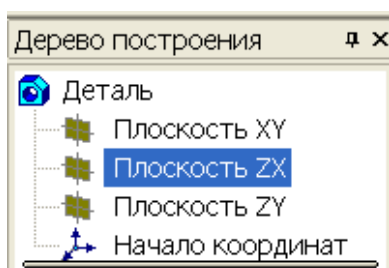 Дерево построения
Деталь
Плоскость XY
Плоскость ZX
Плоскость ZY
Начало координат